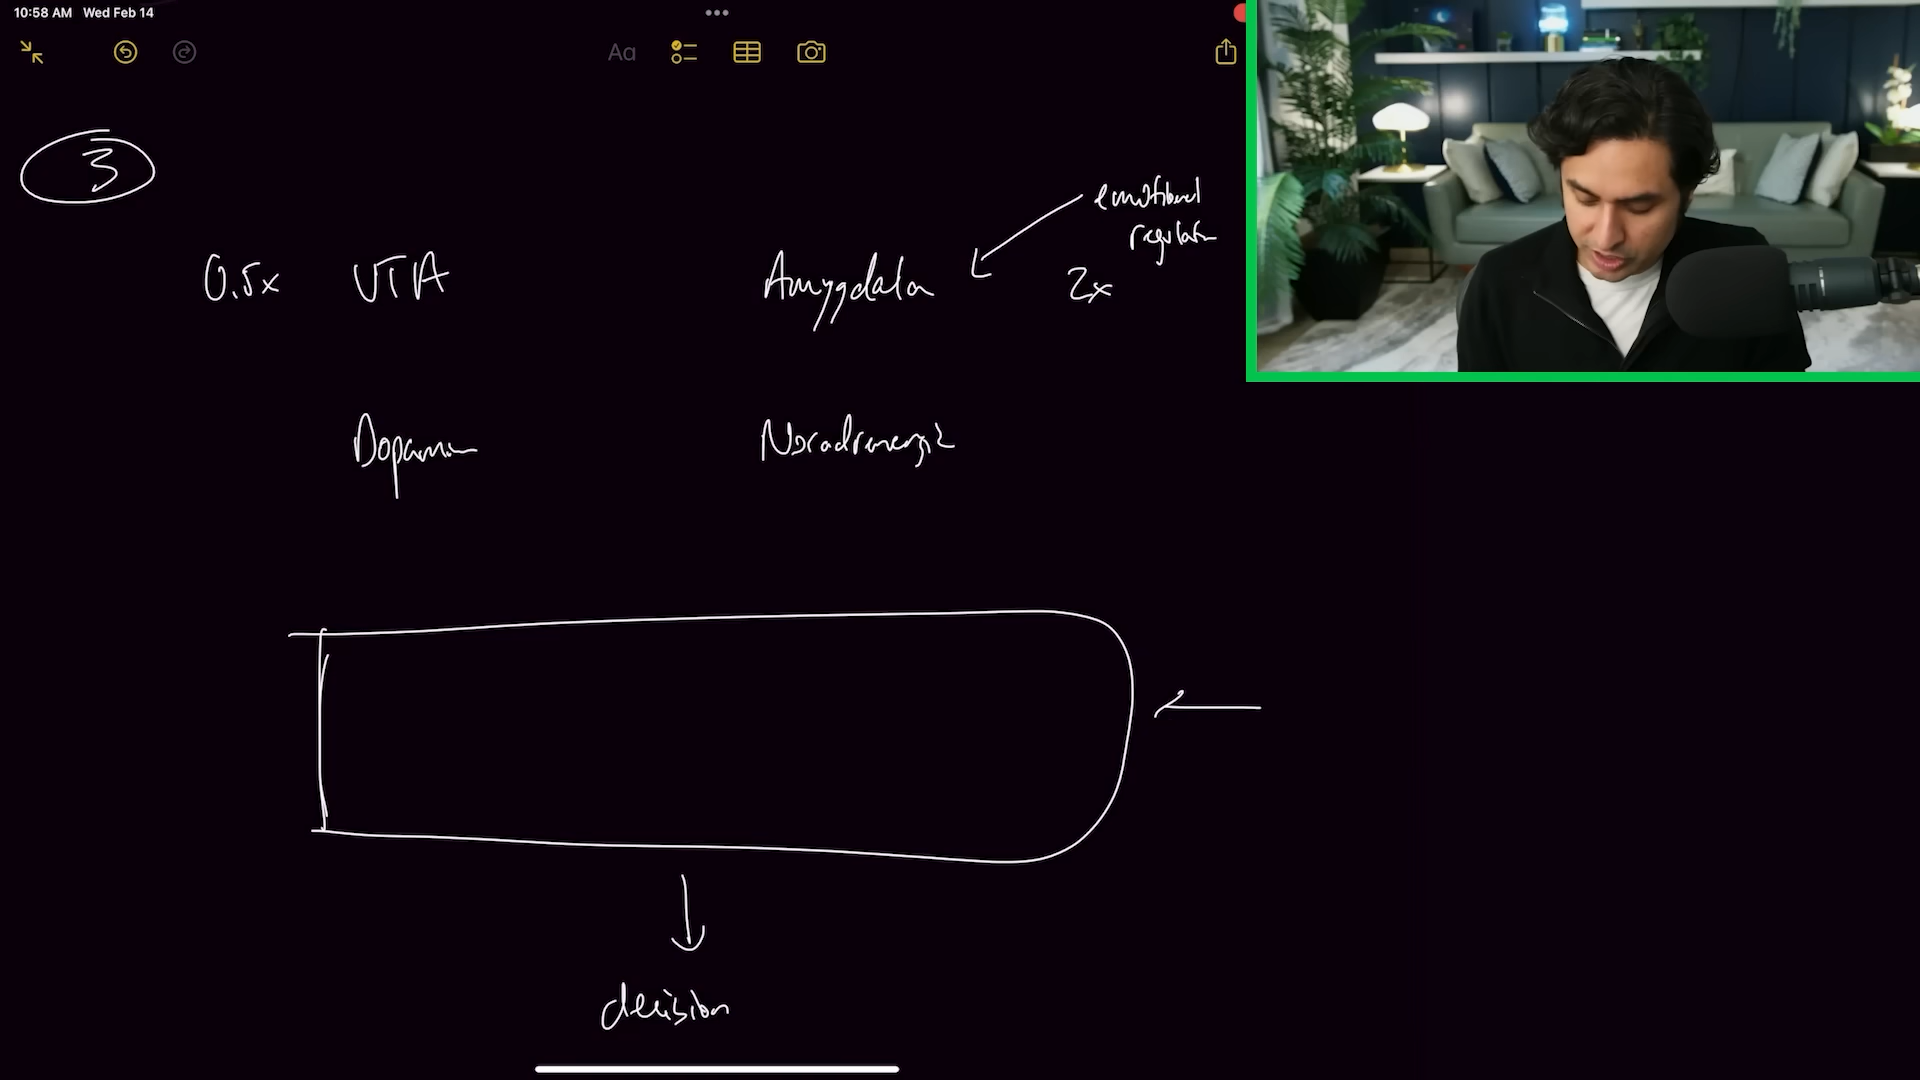 10:58 AM Wed Feb 14
Aa
3
emotional
regulation
0.5x VTA Amygdala 2x
Dopamine Noradrenergic
decision